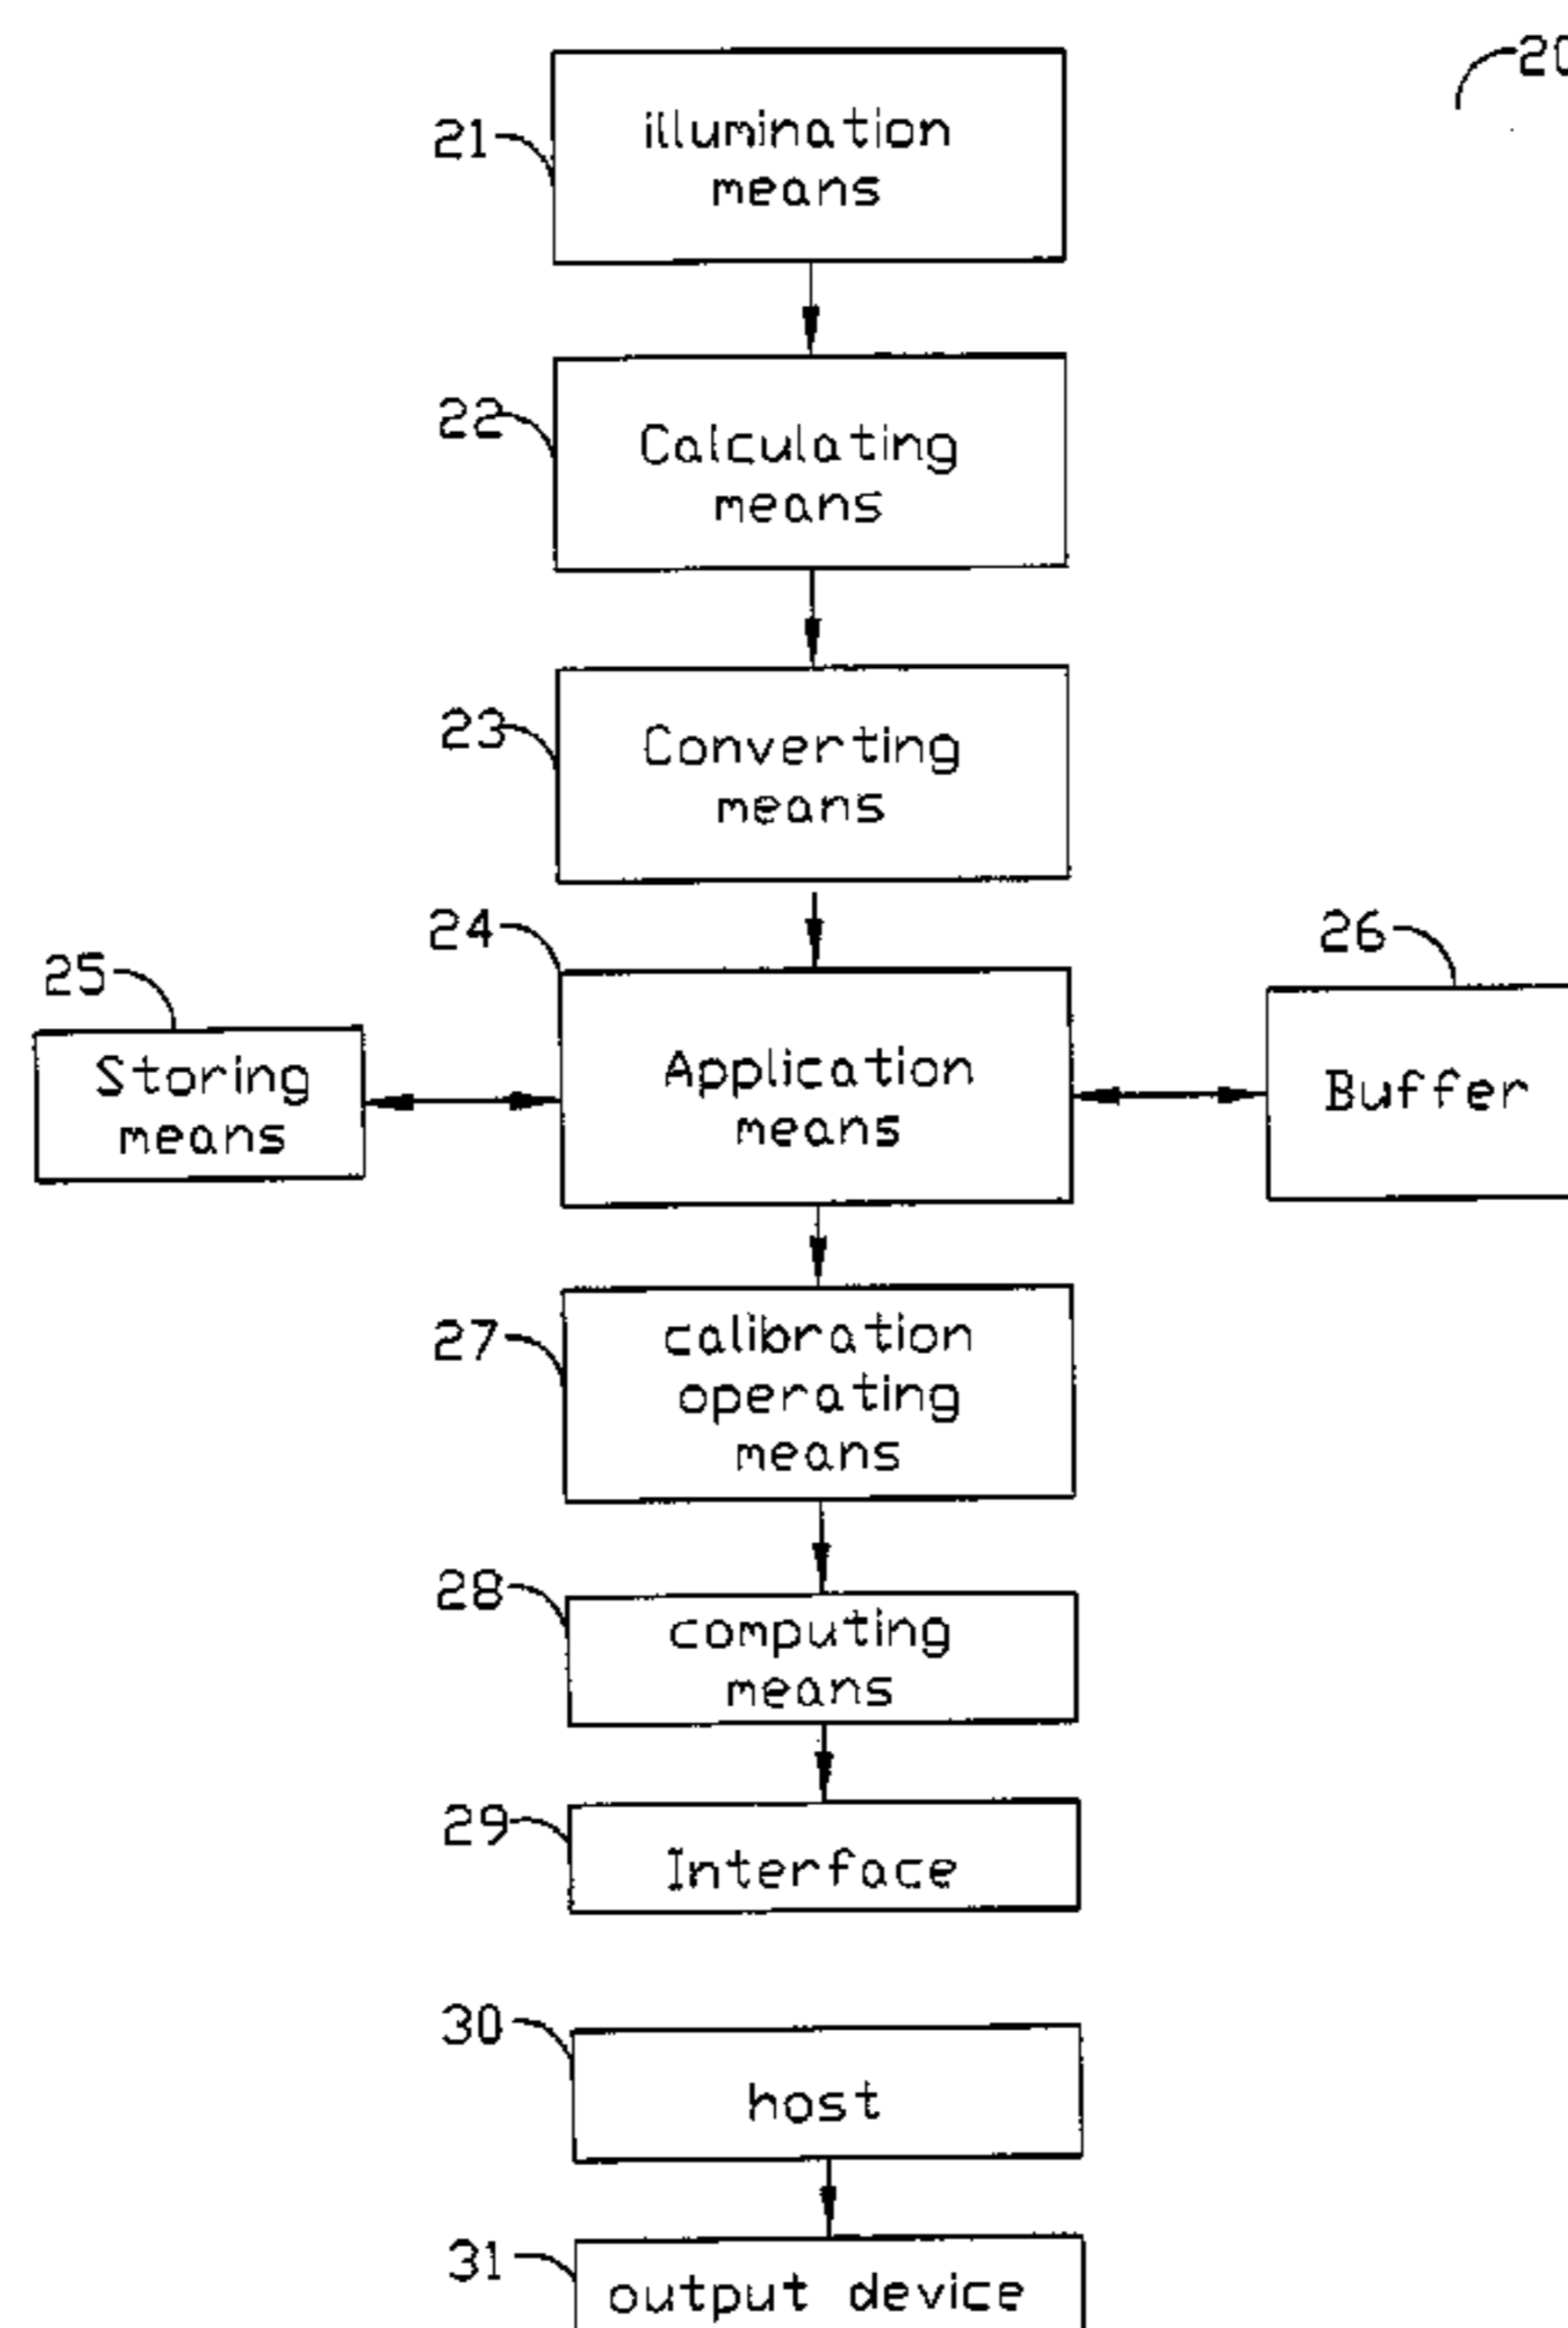 20
21
illumination
means
22
Calculating
means
23
Converting
means
24
25
26
Storing
means
Application
means
Buffer
27
calibration
operating
means
28
computing
means
29
Interface
30
host
31
output device